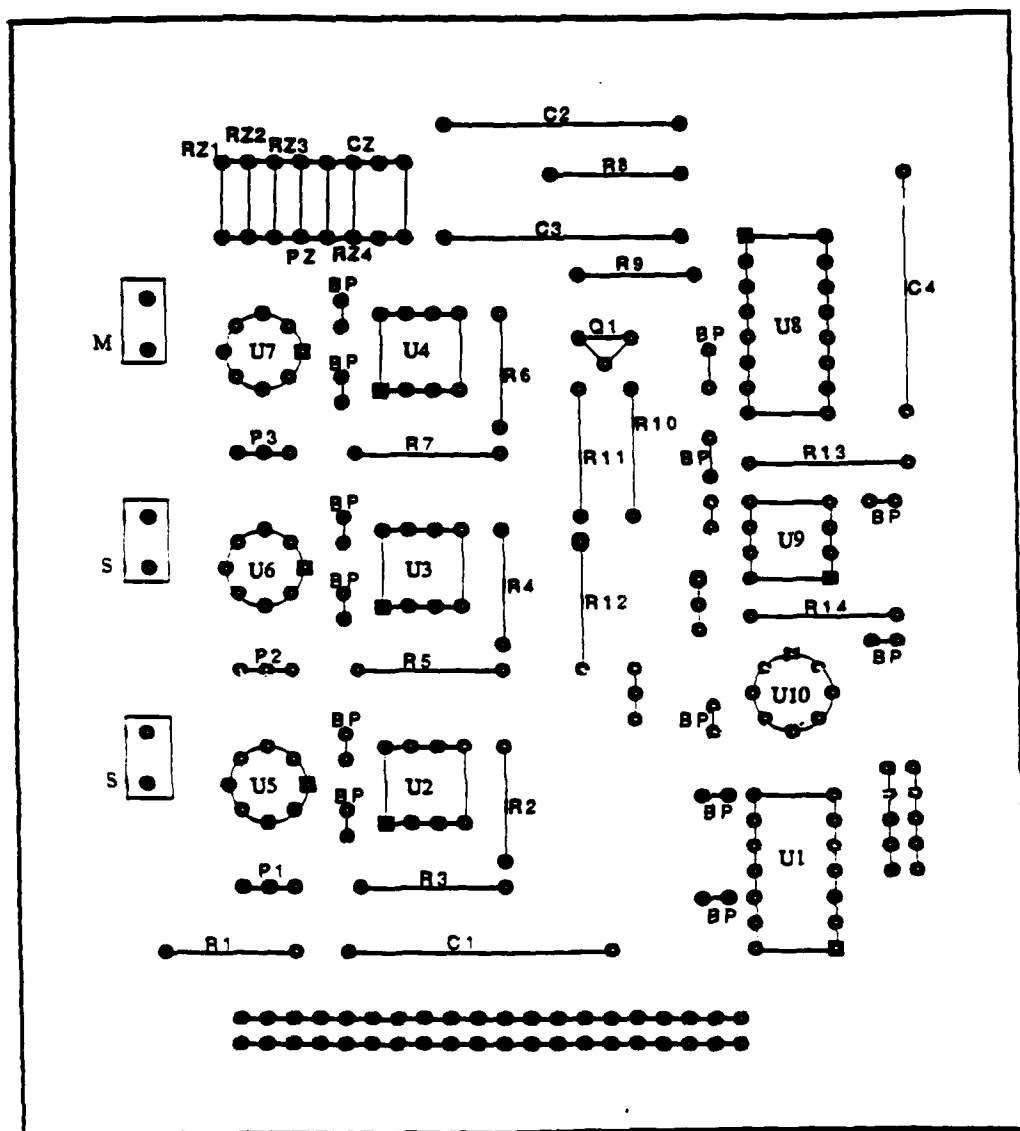 C2
RZ1 RZ2 RZ3 CZ
R8
PZ RZ4
C3
R9
BP
C4
M
U7
U4
Q1
BP
U8
BP
R6
R10
P3
R7
R11
BP
R13
BP
BP
S
U6
U3
U9
BP
R4
R12
R14
P2
R5
BP
U10
BP
BP
S
U5
U2
BP
R2
BP
U1
P1
R3
BP
R1
C1